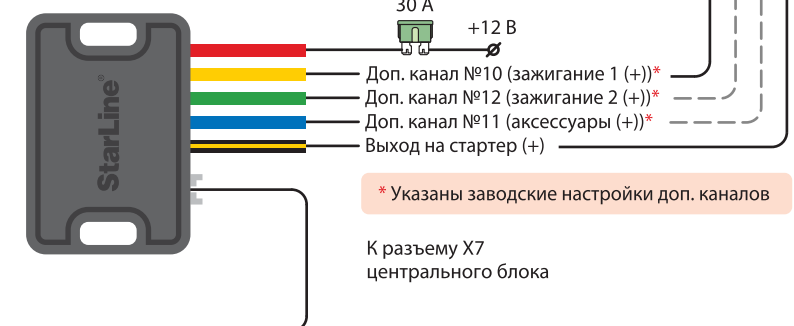 30 А
+12 В
StarLine®
Доп. канал №10 (зажигание 1 (+))*
Доп. канал №12 (зажигание 2 (+))*
Доп. канал №11 (аксессуары (+))*
Выход на стартер (+)
* Указаны заводские настройки доп. каналов
К разъему X7
центрального блока